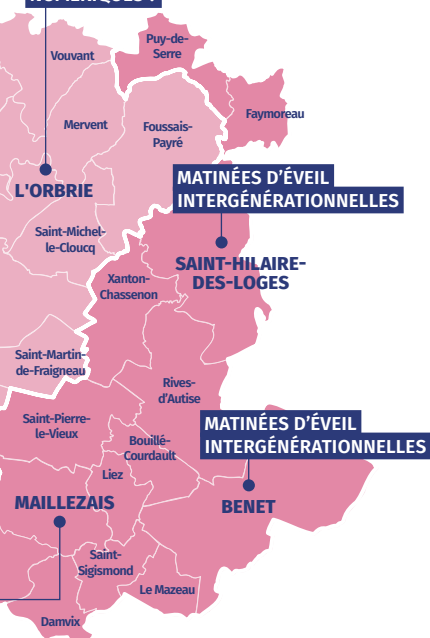 NUMÉRIQUES ?
Puy-de-
Serre
Vouvant
Faymoreau
Mervent
Foussais-
Payré
L'ORBRIE
MATINÉES D'ÉVEIL
INTERGÉNÉRATIONNELLES
Saint-Michel-
le-Cloucq
SAINT-HILAIRE-
DES-LOGES
Xanton-
Chassenon
Saint-Martin-
de-Fraigneau
Rives-
d'Autise
Saint-Pierre-
le-Vieux
MATINÉES D'ÉVEIL
INTERGÉNÉRATIONNELLES
Bouillé-
Courdault
Liez
MAILLEZAIS
BENET
Saint-
Sigismond
Le Mazeau
Damvix